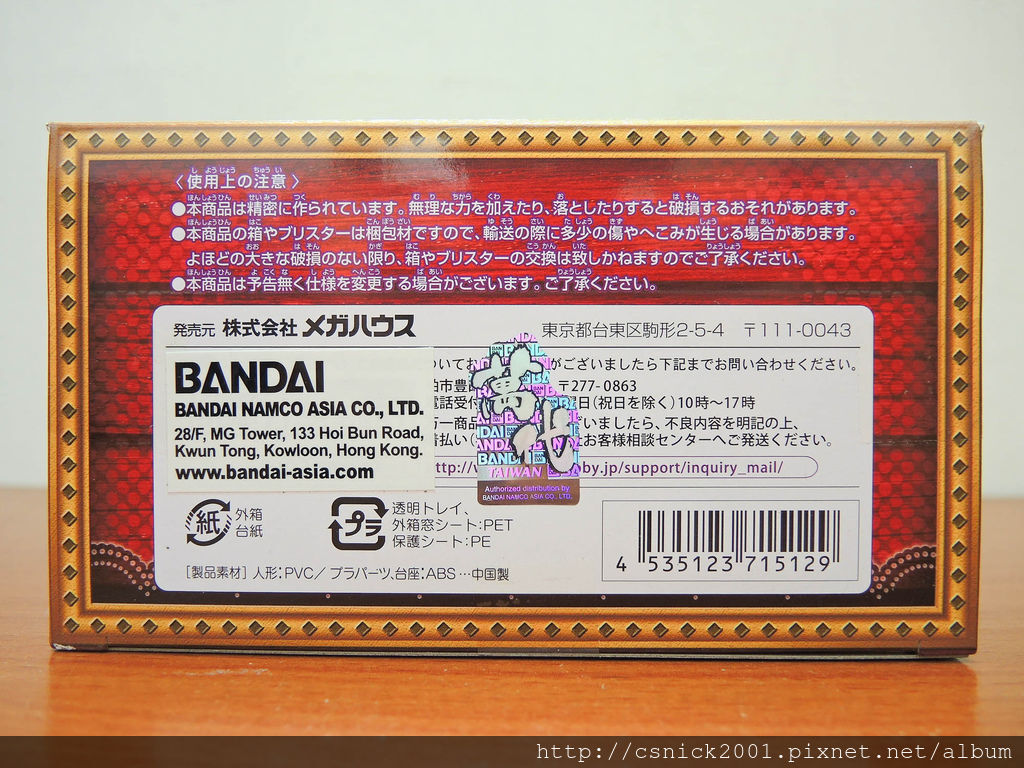 〈使用上の注意〉
●本商品は精密に作られています。無理な力を加えたり、落としたりすると破損するおそれがあります。
●本商品の箱やブリスターは梱包材ですので、輸送の際に多少の傷やへこみが生じる場合があります。
よほどの大きな破損のない限り、箱やブリスターの交換は致しかねますのでご了承ください。
●本商品は予告無く仕様を変更する場合がございます。ご了承ください。
発売元 株式会社 メガハウス 東京都台東区駒形2-5-4 〒111-0043
ついてお がございましたら下記までお問い合わせください。
BANDAI
BANDAI NAMCO ASIA CO., LTD.
28/F, MG Tower, 133 Hoi Bun Road,
Kwun Tong, Kowloon, Hong Kong.
www.bandai-asia.com
〒277-0863
電話受付 日(祝日を除く)10時～17時
いましたら、不良内容を明記の上、
はお客様相談センターへご発送ください。
by.jp/support/inquiry_mail/
TAIWAN
Authorized distribution by
BANDAI NAMCO ASIA CO., LTD.
紙 外箱
台紙
プラ 透明トレイ、
外箱窓シート:PET
保護シート:PE
[製品素材] 人形:PVC／ プラパーツ、台座:ABS…中国製
4 535123 715129
http://csnick2001.pixnet.net/album